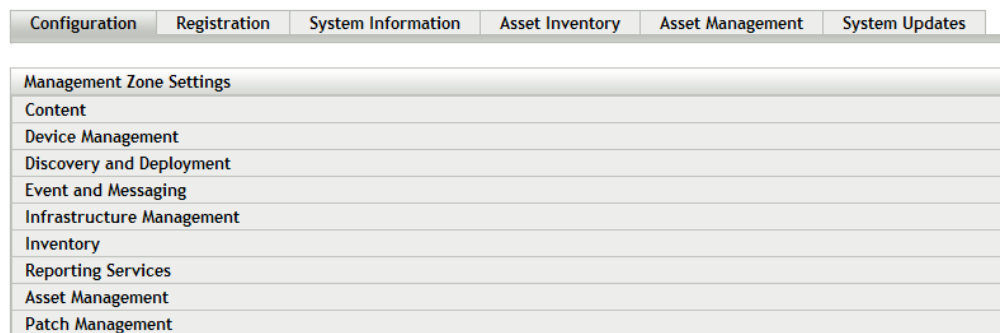 Configuration Registration System Information Asset Inventory Asset Management System Updates
Management Zone Settings
Content
Device Management
Discovery and Deployment
Event and Messaging
Infrastructure Management
Inventory
Reporting Services
Asset Management
Patch Management